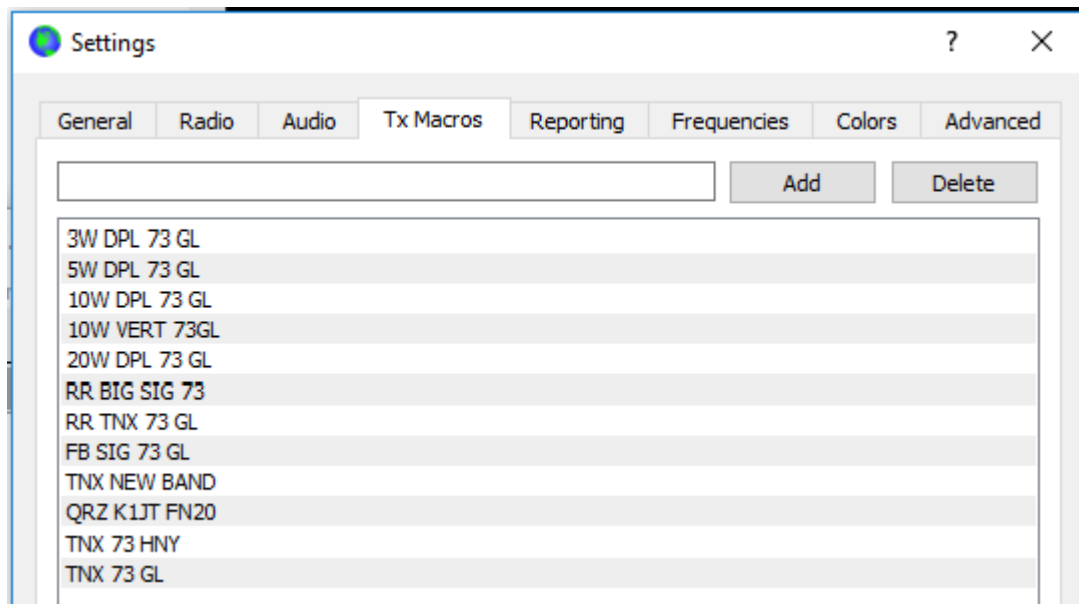 Settings ?
General Radio Audio Tx Macros Reporting Frequencies Colors Advanced
Add Delete
3W DPL 73 GL
5W DPL 73 GL
10W DPL 73 GL
10W VERT 73GL
20W DPL 73 GL
RR BIG SIG 73
RR TNX 73 GL
FB SIG 73 GL
TNX NEW BAND
QRZ K1JT FN20
TNX 73 HNY
TNX 73 GL